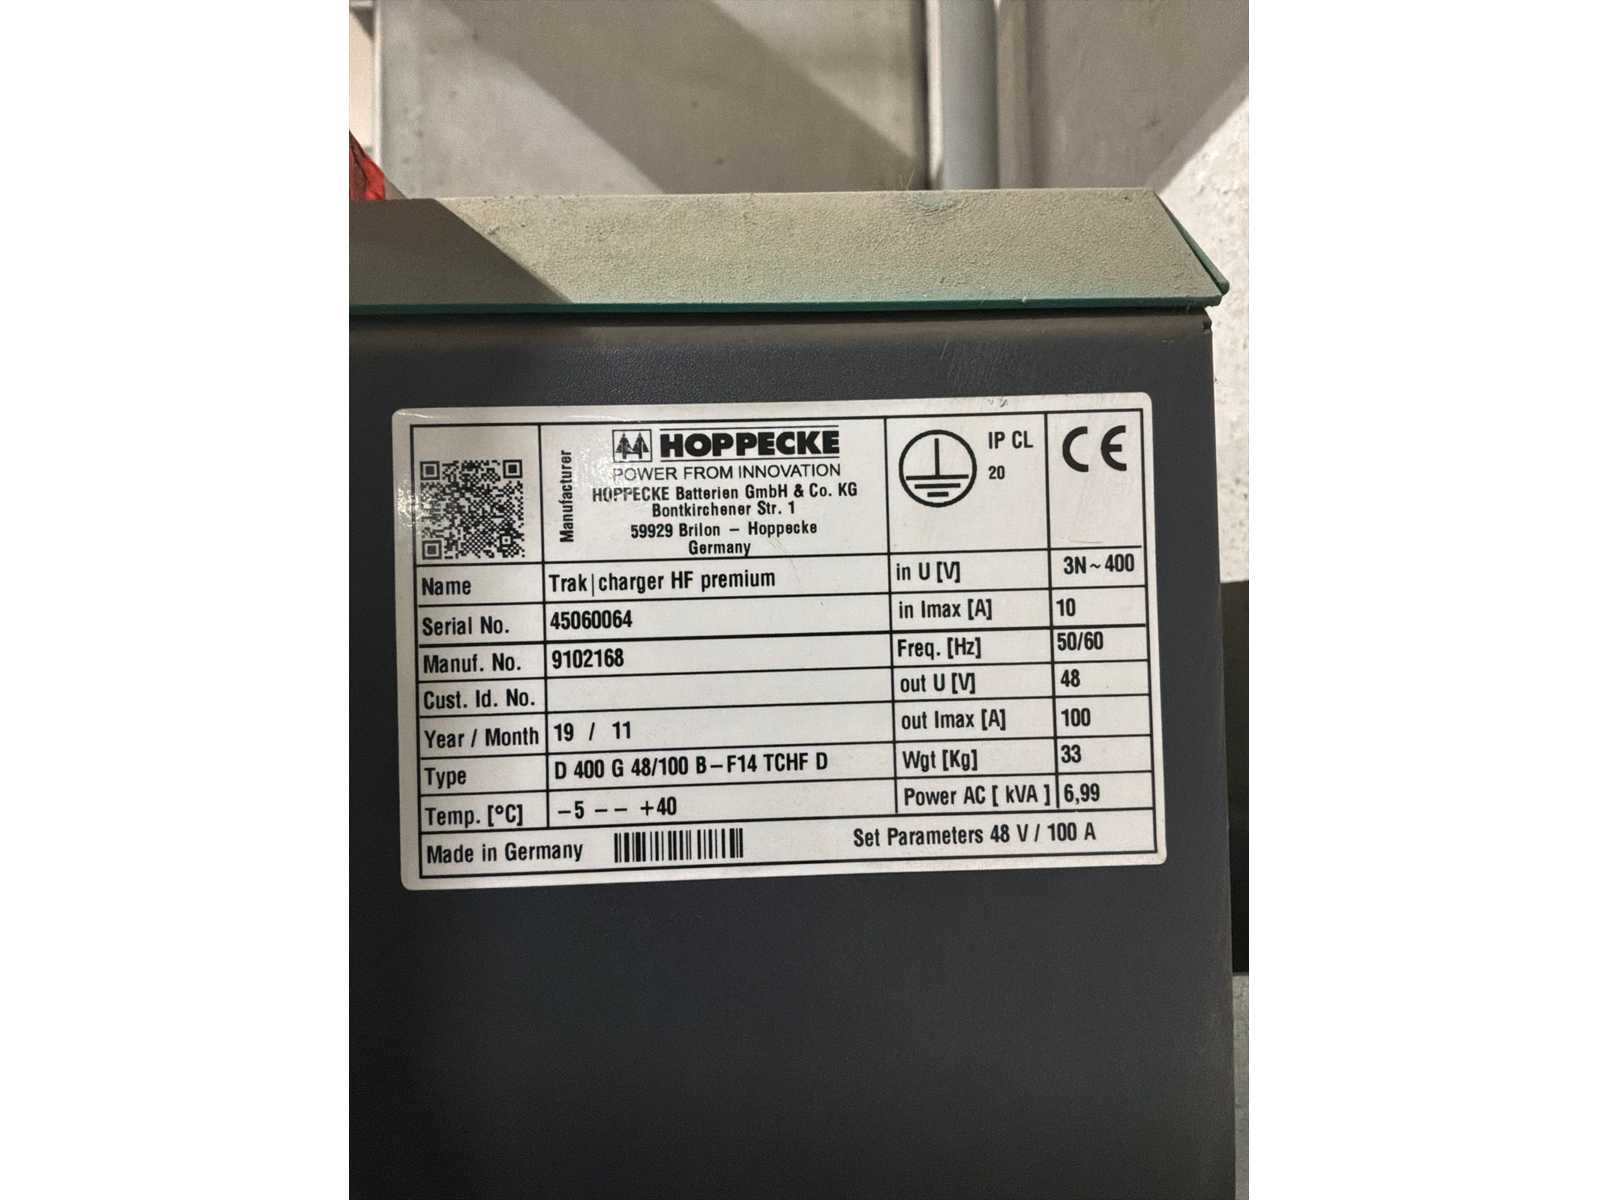 Manufacturer
HOPPECKE
POWER FROM INNOVATION
HOPPECKE Batterien GmbH & Co. KG
Bontkirchener Str. 1
59929 Brilon – Hoppecke
Germany
IP CL
20
CE
Name Trak|charger HF premium
Serial No. 45060064
Manuf. No. 9102168
Cust. Id. No.
Year / Month 19 / 11
Type D 400 G 48/100 B–F14 TCHF D
Temp. [°C] –5 –– +40
in U [V] 3N~400
in Imax [A] 10
Freq. [Hz] 50/60
out U [V] 48
out Imax [A] 100
Wgt [Kg] 33
Power AC [ kVA ] 6,99
Made in Germany
Set Parameters 48 V / 100 A